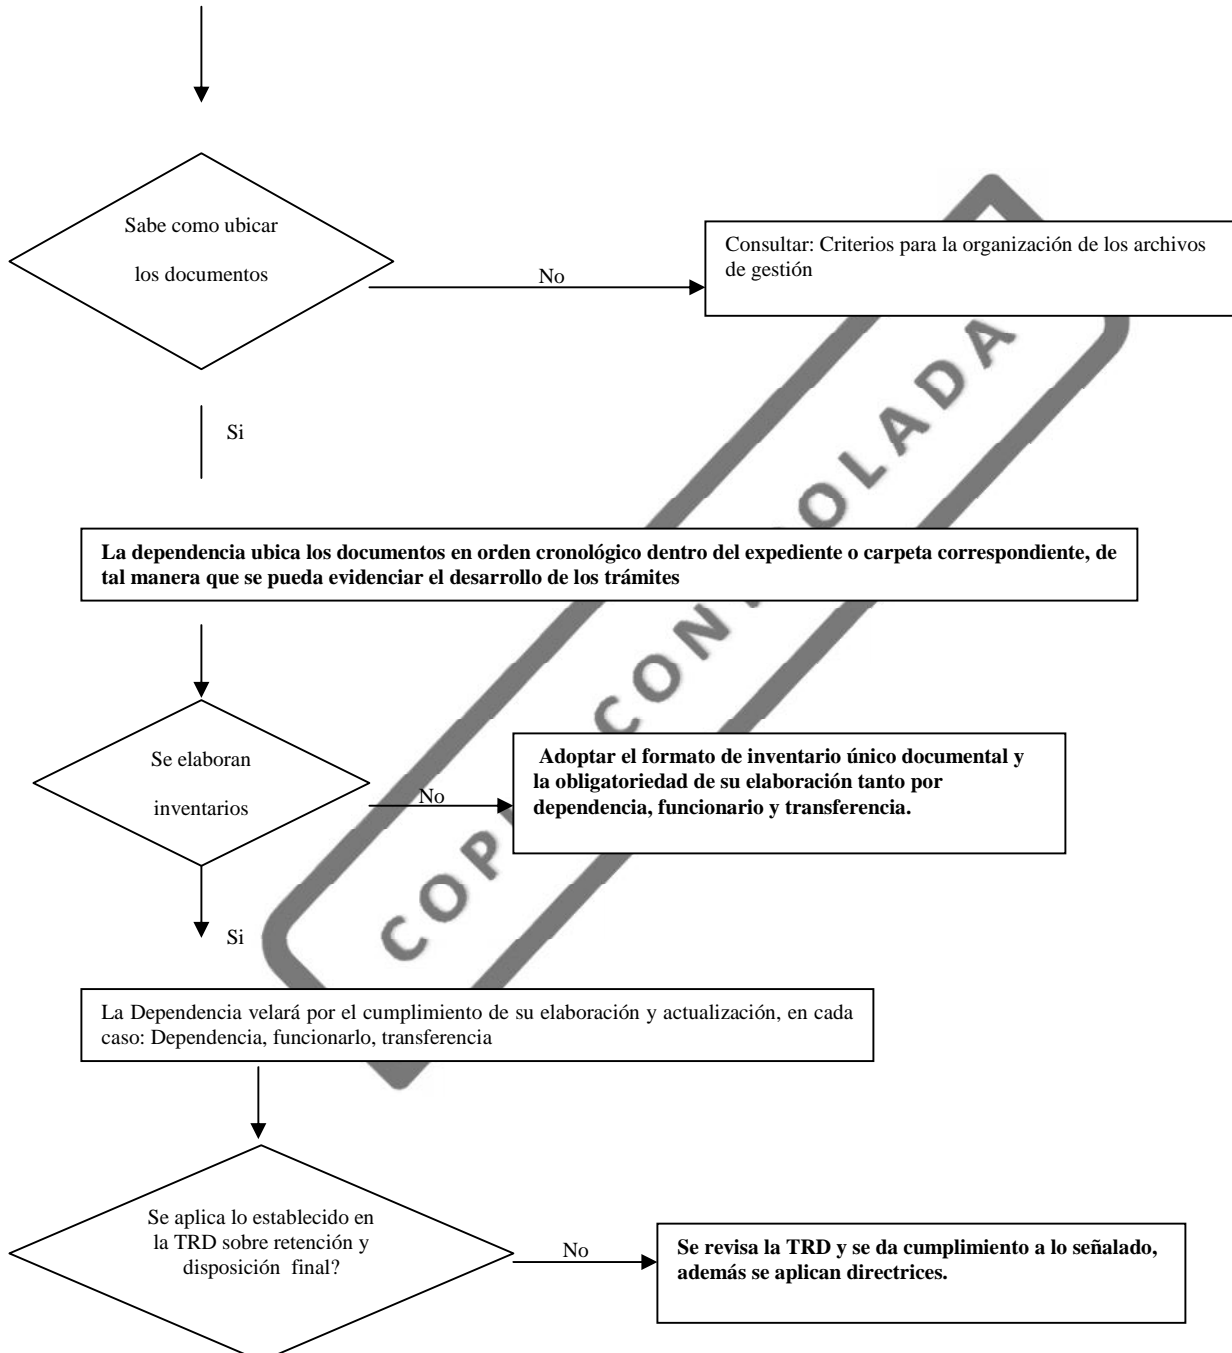 Sabe como ubicar
los documentos
No
Consultar: Criterios para la organización de los archivos
de gestión
Si
La dependencia ubica los documentos en orden cronológico dentro del expediente o carpeta correspondiente, de
tal manera que se pueda evidenciar el desarrollo de los trámites
Se elaboran
inventarios
No
Adoptar el formato de inventario único documental y
la obligatoriedad de su elaboración tanto por
dependencia, funcionario y transferencia.
Si
La Dependencia velará por el cumplimiento de su elaboración y actualización, en cada
caso: Dependencia, funcionarlo, transferencia
Se aplica lo establecido en
la TRD sobre retención y
disposición final?
No
Se revisa la TRD y se da cumplimiento a lo señalado,
además se aplican directrices.